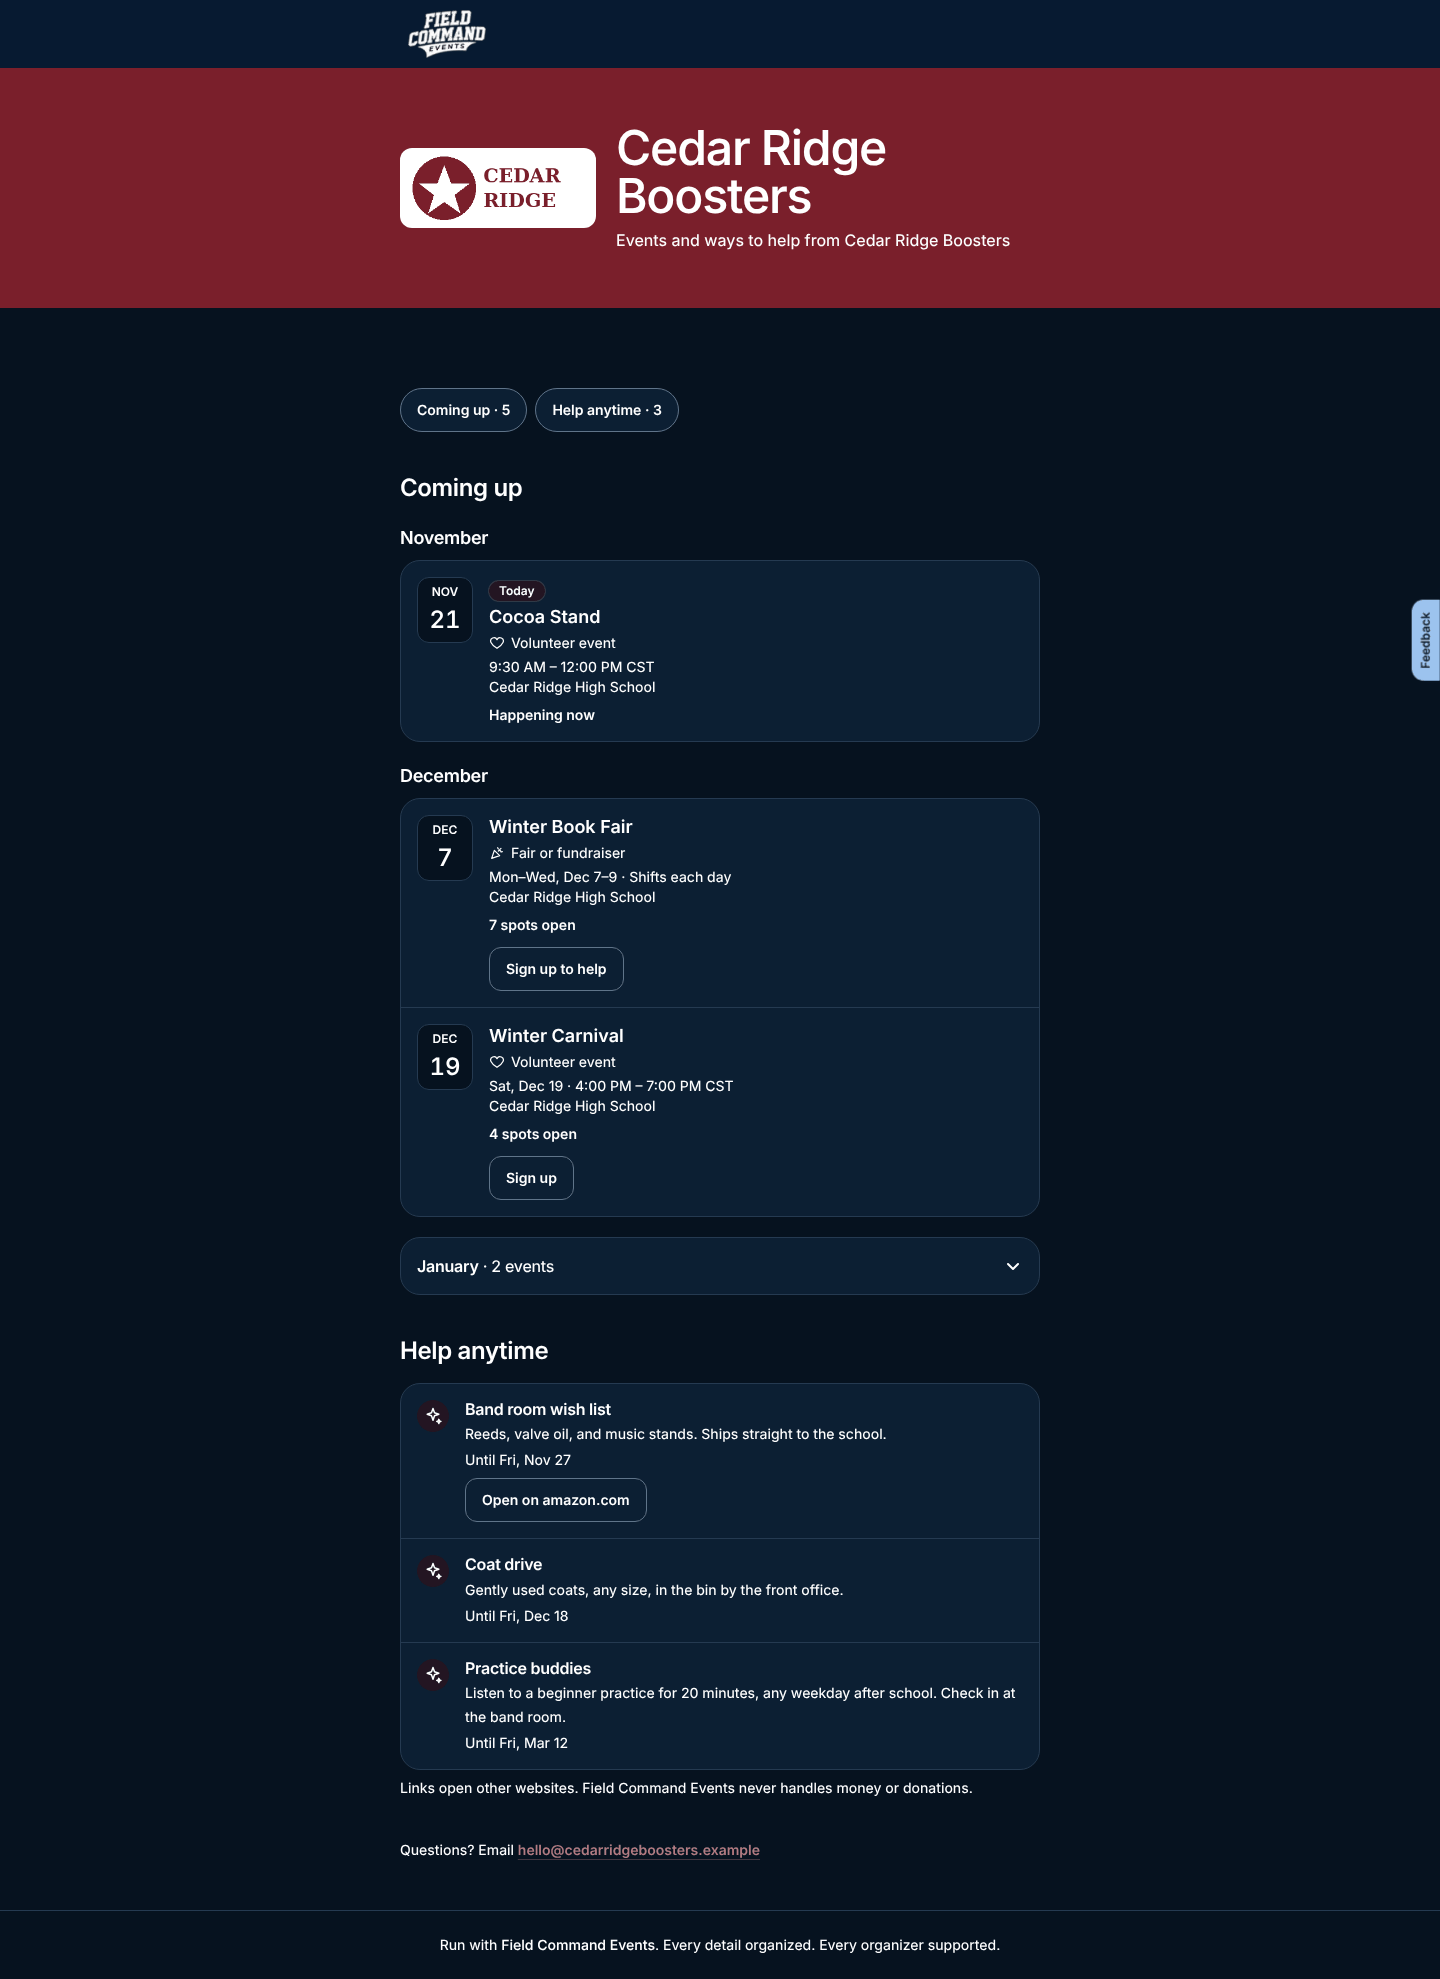 FIELD
COMMAND
EVENTS
CEDAR
RIDGE
Cedar Ridge
Boosters
Events and ways to help from Cedar Ridge Boosters
Coming up · 5
Help anytime · 3
Coming up
November
NOV
21
Today
Cocoa Stand
Volunteer event
9:30 AM – 12:00 PM CST
Cedar Ridge High School
Happening now
Feedback
December
DEC
7
Winter Book Fair
Fair or fundraiser
Mon–Wed, Dec 7–9 · Shifts each day
Cedar Ridge High School
7 spots open
Sign up to help
DEC
19
Winter Carnival
Volunteer event
Sat, Dec 19 · 4:00 PM – 7:00 PM CST
Cedar Ridge High School
4 spots open
Sign up
January · 2 events
Help anytime
Band room wish list
Reeds, valve oil, and music stands. Ships straight to the school.
Until Fri, Nov 27
Open on amazon.com
Coat drive
Gently used coats, any size, in the bin by the front office.
Until Fri, Dec 18
Practice buddies
Listen to a beginner practice for 20 minutes, any weekday after school. Check in at
the band room.
Until Fri, Mar 12
Links open other websites. Field Command Events never handles money or donations.
Questions? Email hello@cedarridgeboosters.example
Run with Field Command Events. Every detail organized. Every organizer supported.